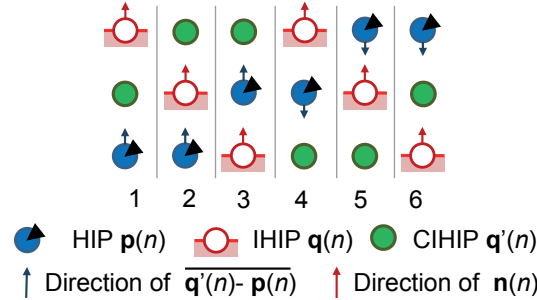 1 2 3 4 5 6
HIP p(n) IHIP q(n) CIHIP q'(n)
Direction of q'(n)- p(n) Direction of n(n)